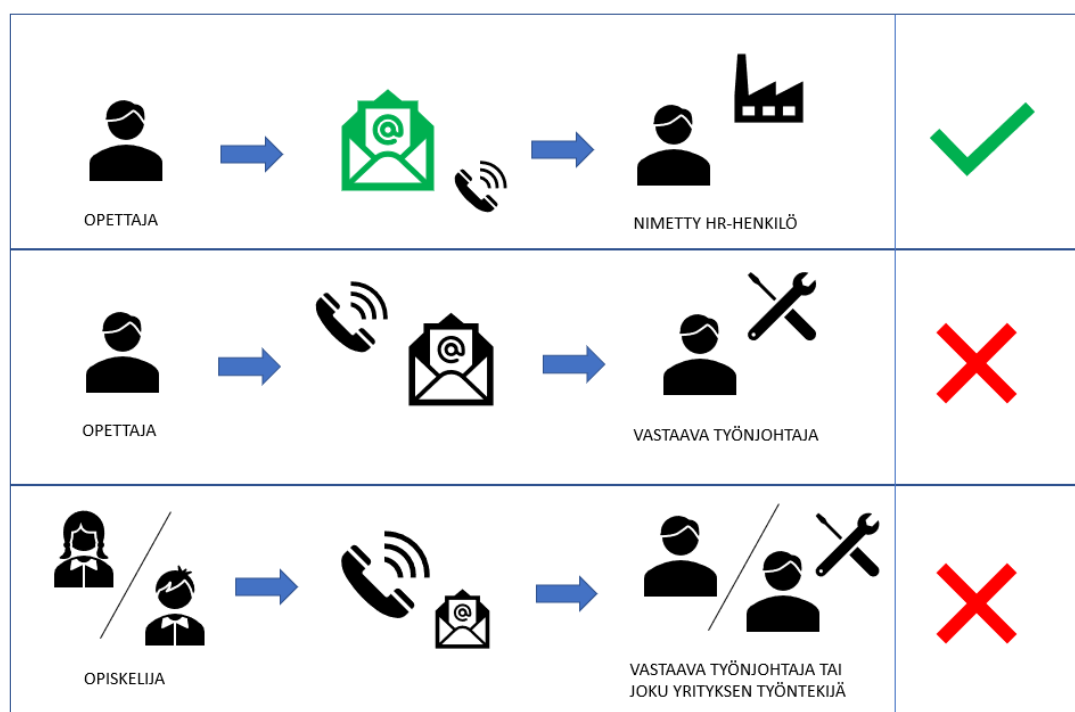 OPETTAJA
NIMETTY HR-HENKILÖ
OPETTAJA
VASTAAVA TYÖNJOHTAJA
OPISKELIJA
VASTAAVA TYÖNJOHTAJA TAI
JOKU YRITYKSEN TYÖNTEKIJÄ